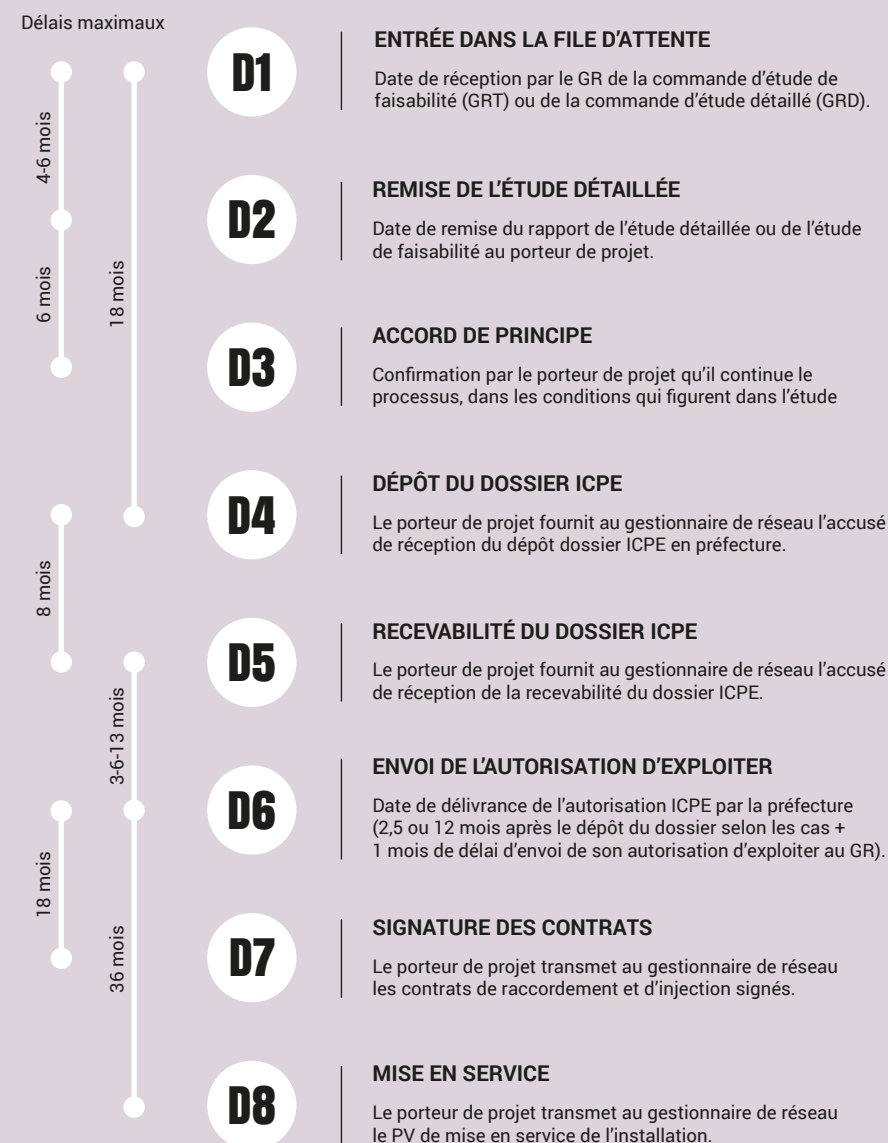 Délais maximaux
4-6 mois
6 mois
18 mois
8 mois
3-6-13 mois
18 mois
36 mois
D1
ENTRÉE DANS LA FILE D'ATTENTE
Date de réception par le GR de la commande d'étude de
faisabilité (GRT) ou de la commande d'étude détaillé (GRD).
D2
REMISE DE L'ÉTUDE DÉTAILLÉE
Date de remise du rapport de l'étude détaillée ou de l'étude
de faisabilité au porteur de projet.
D3
ACCORD DE PRINCIPE
Confirmation par le porteur de projet qu'il continue le
processus, dans les conditions qui figurent dans l'étude
D4
DÉPÔT DU DOSSIER ICPE
Le porteur de projet fournit au gestionnaire de réseau l'accusé
de réception du dépôt dossier ICPE en préfecture.
D5
RECEVABILITÉ DU DOSSIER ICPE
Le porteur de projet fournit au gestionnaire de réseau l'accusé
de réception de la recevabilité du dossier ICPE.
D6
ENVOI DE L'AUTORISATION D'EXPLOITER
Date de délivrance de l'autorisation ICPE par la préfecture
(2,5 ou 12 mois après le dépôt du dossier selon les cas +
1 mois de délai d'envoi de son autorisation d'exploiter au GR).
D7
SIGNATURE DES CONTRATS
Le porteur de projet transmet au gestionnaire de réseau
les contrats de raccordement et d'injection signés.
D8
MISE EN SERVICE
Le porteur de projet transmet au gestionnaire de réseau
le PV de mise en service de l'installation.